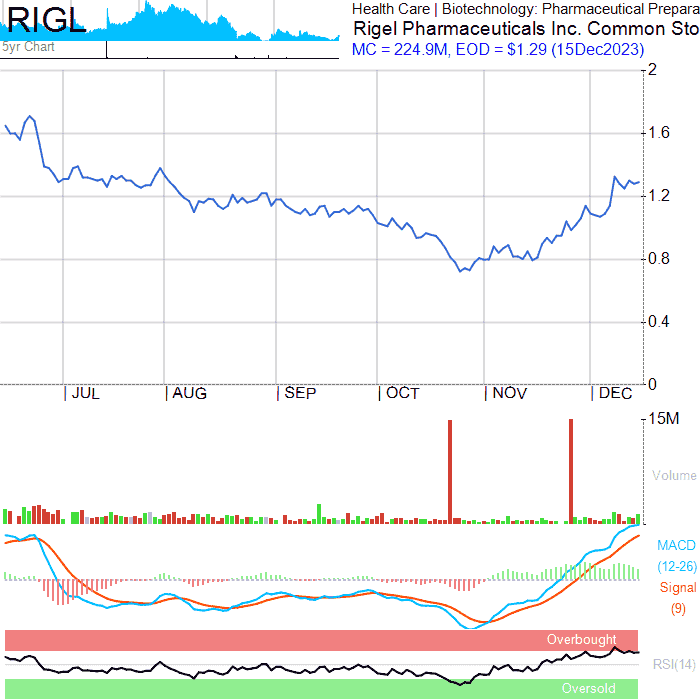 RIGL
5yr Chart
Health Care | Biotechnology: Pharmaceutical Prepara
Rigel Pharmaceuticals Inc. Common Sto
MC = 224.9M, EOD = $1.29 (15Dec2023)
2
1.6
1.2
0.8
0.4
0
JUL AUG SEP OCT NOV DEC
15M
Volume
MACD
(12-26)
Signal
(9)
Overbought
RSI(14)
Oversold